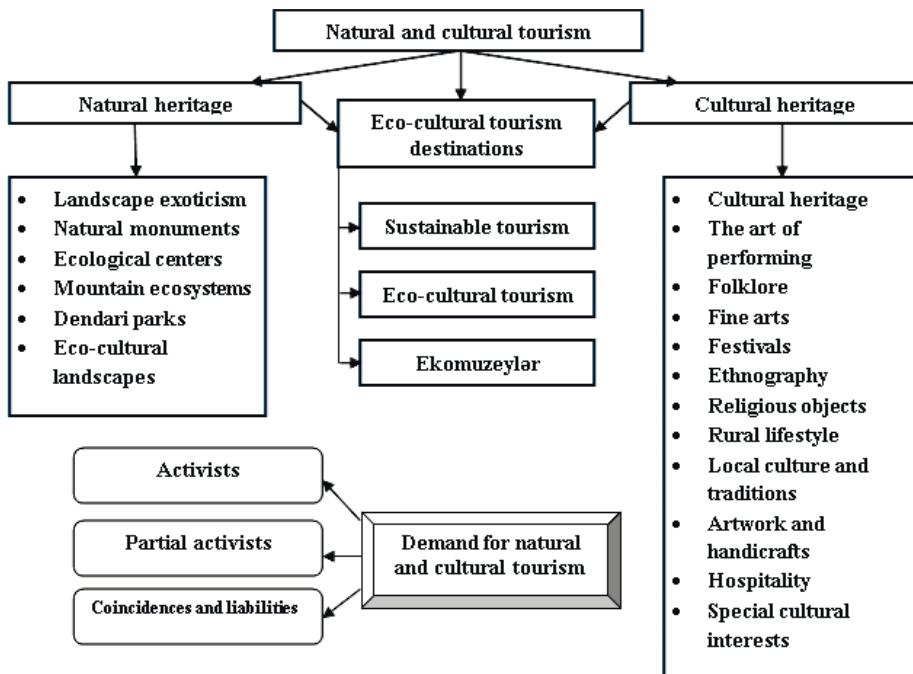 Natural and cultural tourism
Natural heritage
Eco-cultural tourism
destinations
Cultural heritage
• Landscape exoticism
• Natural monuments
• Ecological centers
• Mountain ecosystems
• Dendari parks
• Eco-cultural
landscapes
Sustainable tourism
Eco-cultural tourism
Ekomuzeylər
• Cultural heritage
• The art of
performing
• Folklore
• Fine arts
• Festivals
• Ethnography
• Religious objects
• Rural lifestyle
• Local culture and
traditions
• Artwork and
handicrafts
• Hospitality
• Special cultural
interests
Activists
Partial activists
Coincidences and liabilities
Demand for natural
and cultural tourism